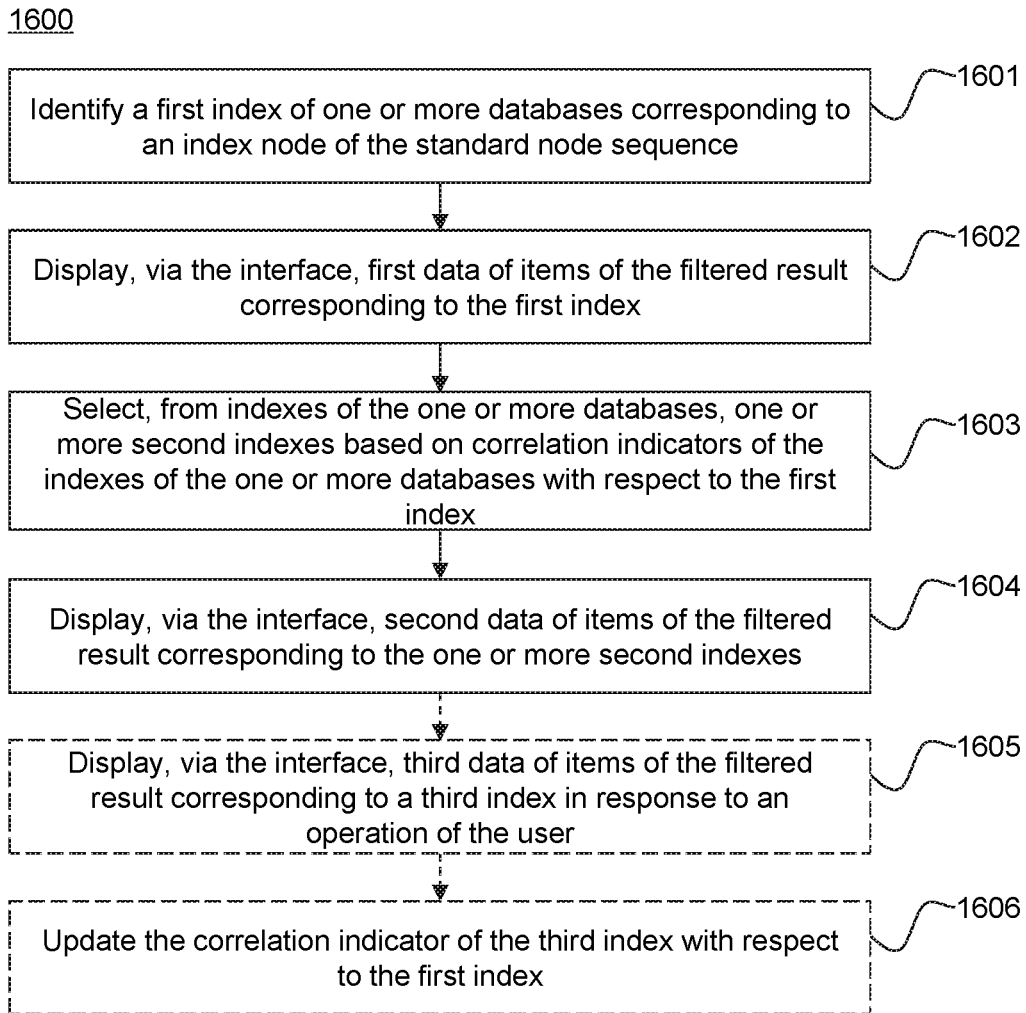 1600
1601
Identify a first index of one or more databases corresponding to
an index node of the standard node sequence
1602
Display, via the interface, first data of items of the filtered result
corresponding to the first index
1603
Select, from indexes of the one or more databases, one or
more second indexes based on correlation indicators of the
indexes of the one or more databases with respect to the first
index
1604
Display, via the interface, second data of items of the filtered
result corresponding to the one or more second indexes
1605
Display, via the interface, third data of items of the filtered
result corresponding to a third index in response to an
operation of the user
1606
Update the correlation indicator of the third index with respect
to the first index